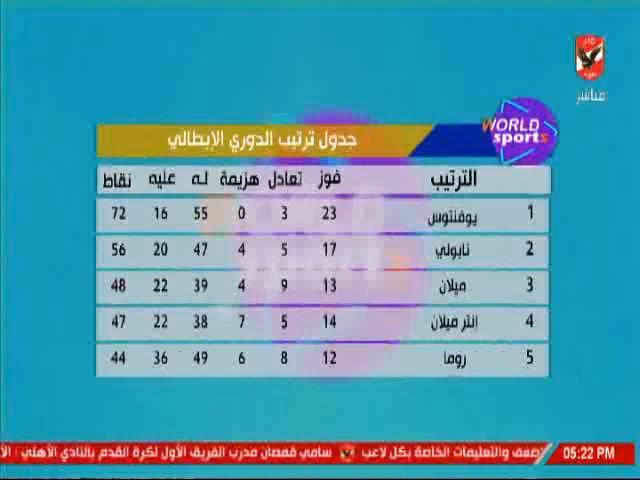 مباشر
WORLD
sports
جدول ترتيب الدوري الإيطالي
الترتيب فوز تعادل هزيمة له عليه نقاط
1 يوفنتوس 23 3 0 55 16 72
2 نابولي 17 5 4 47 20 56
3 ميلان 13 9 4 39 22 48
4 إنتر ميلان 14 5 7 38 22 47
5 روما 12 8 6 49 36 44
05:22 PM
والتعليمات الخاصة بكل لاعب سامي قمصان مدرب الفريق الأول لكرة القدم بالنادي الأهلي :